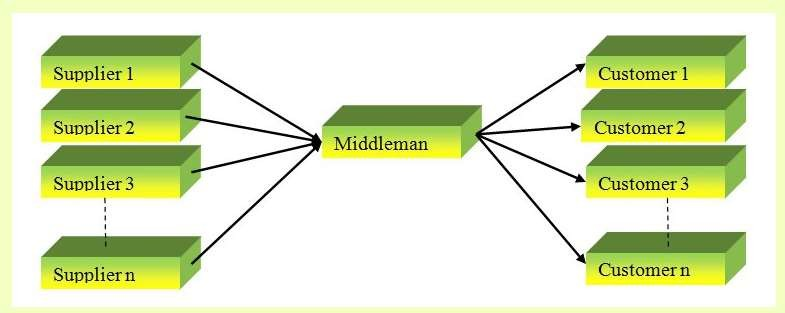 Supplier 1
Supplier 2
Supplier 3
Supplier n
Middleman
Customer 1
Customer 2
Customer 3
Customer n